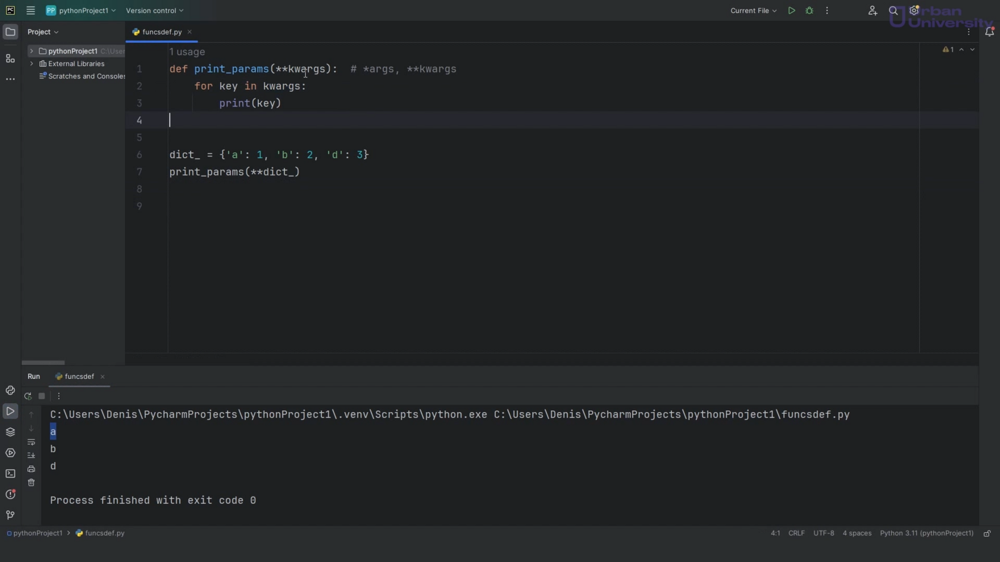 PC PP pythonProject1 Version control Current File
Urban University
Project
funcsdef.py
pythonProject1 C:\User
External Libraries
Scratches and Consoles
1 usage
1
1 def print_params(**kwargs): # *args, **kwargs
2 for key in kwargs:
3 print(key)
4
5
6 dict_ = {'a': 1, 'b': 2, 'd': 3}
7 print_params(**dict_)
8
9
Run funcsdef
C:\Users\Denis\PycharmProjects\pythonProject1\.venv\Scripts\python.exe C:\Users\Denis\PycharmProjects\pythonProject1\funcsdef.py
a
b
d
Process finished with exit code 0
pythonProject1 funcsdef.py 4:1 CRLF UTF-8 4 spaces Python 3.11 (pythonProject1)